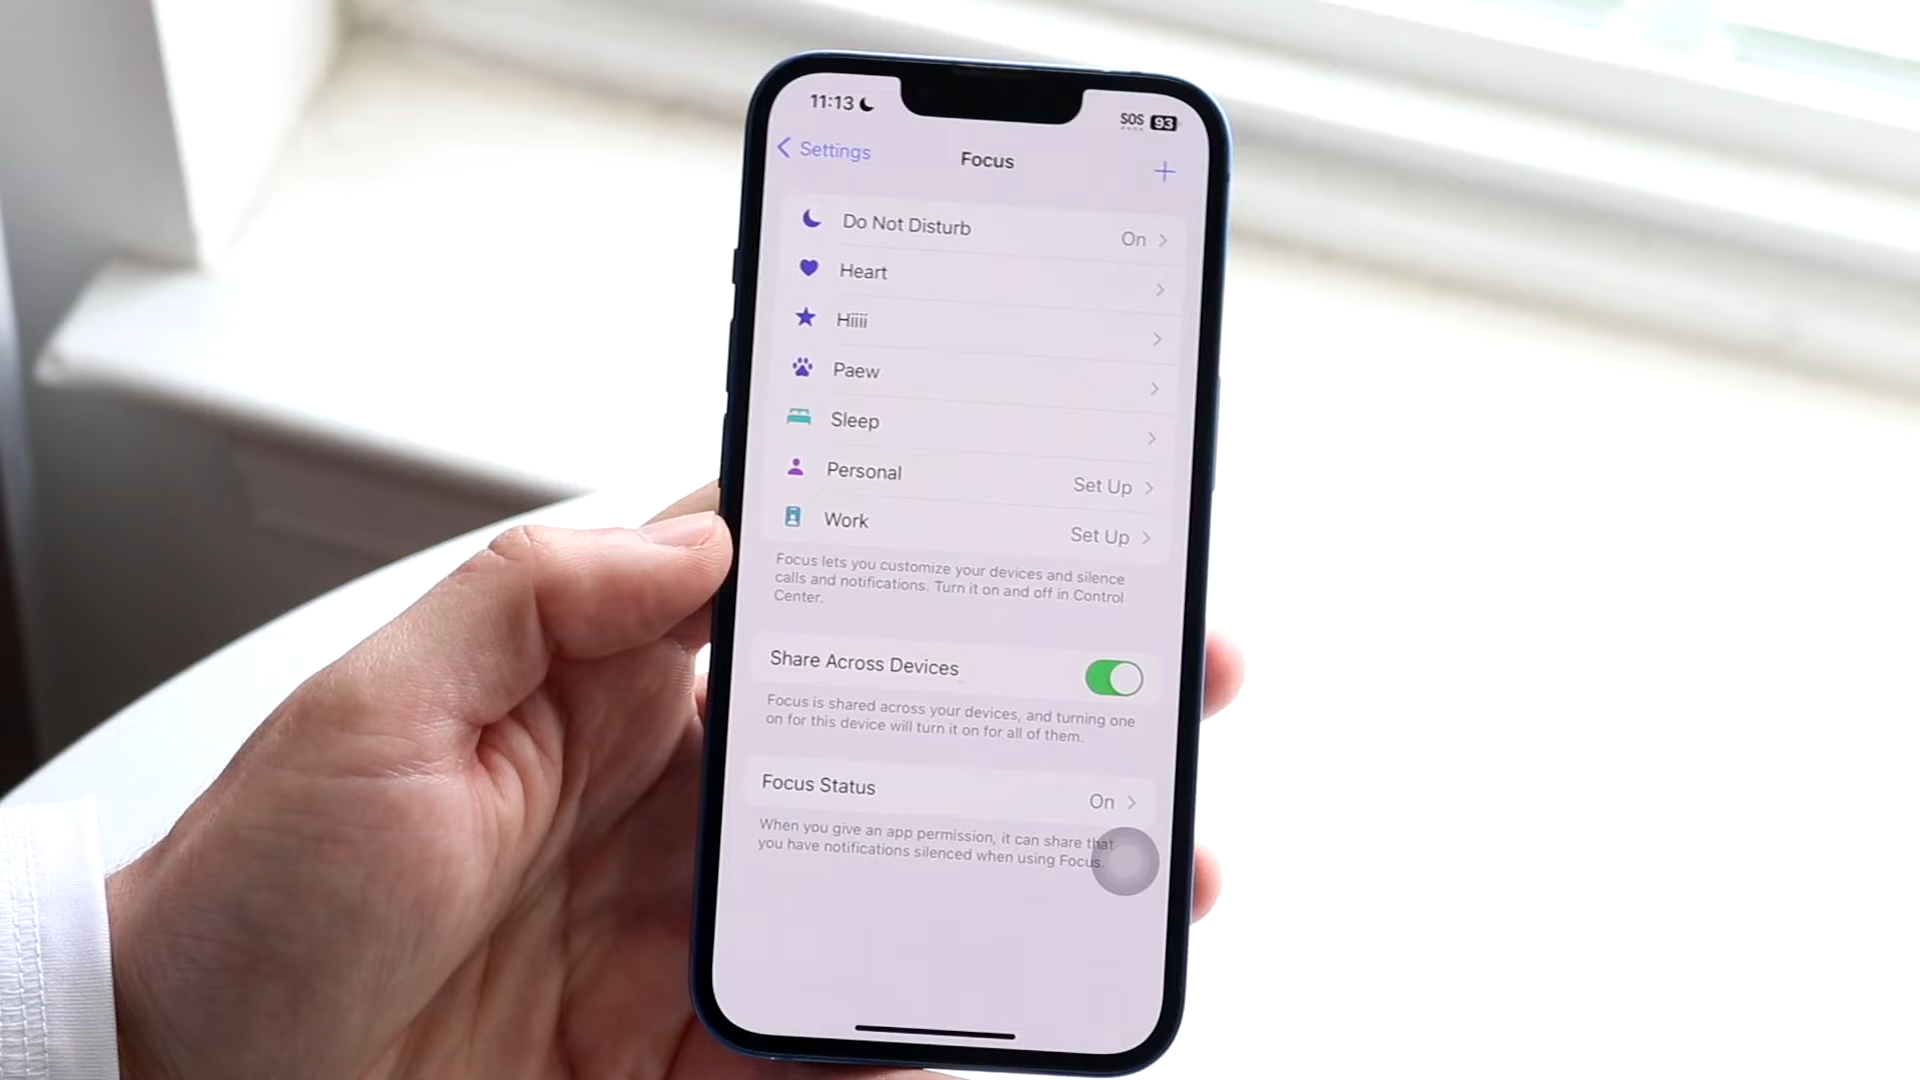 11:13
SOS 93
Settings
Focus
Do Not Disturb
On
Heart
Hiiii
Paew
Sleep
Personal
Set Up
Work
Set Up
Focus lets you customize your devices and silence
calls and notifications. Turn it on and off in Control
Center.
Share Across Devices
Focus is shared across your devices, and turning one
on for this device will turn it on for all of them.
Focus Status
On
When you give an app permission, it can share that
you have notifications silenced when using Focus.